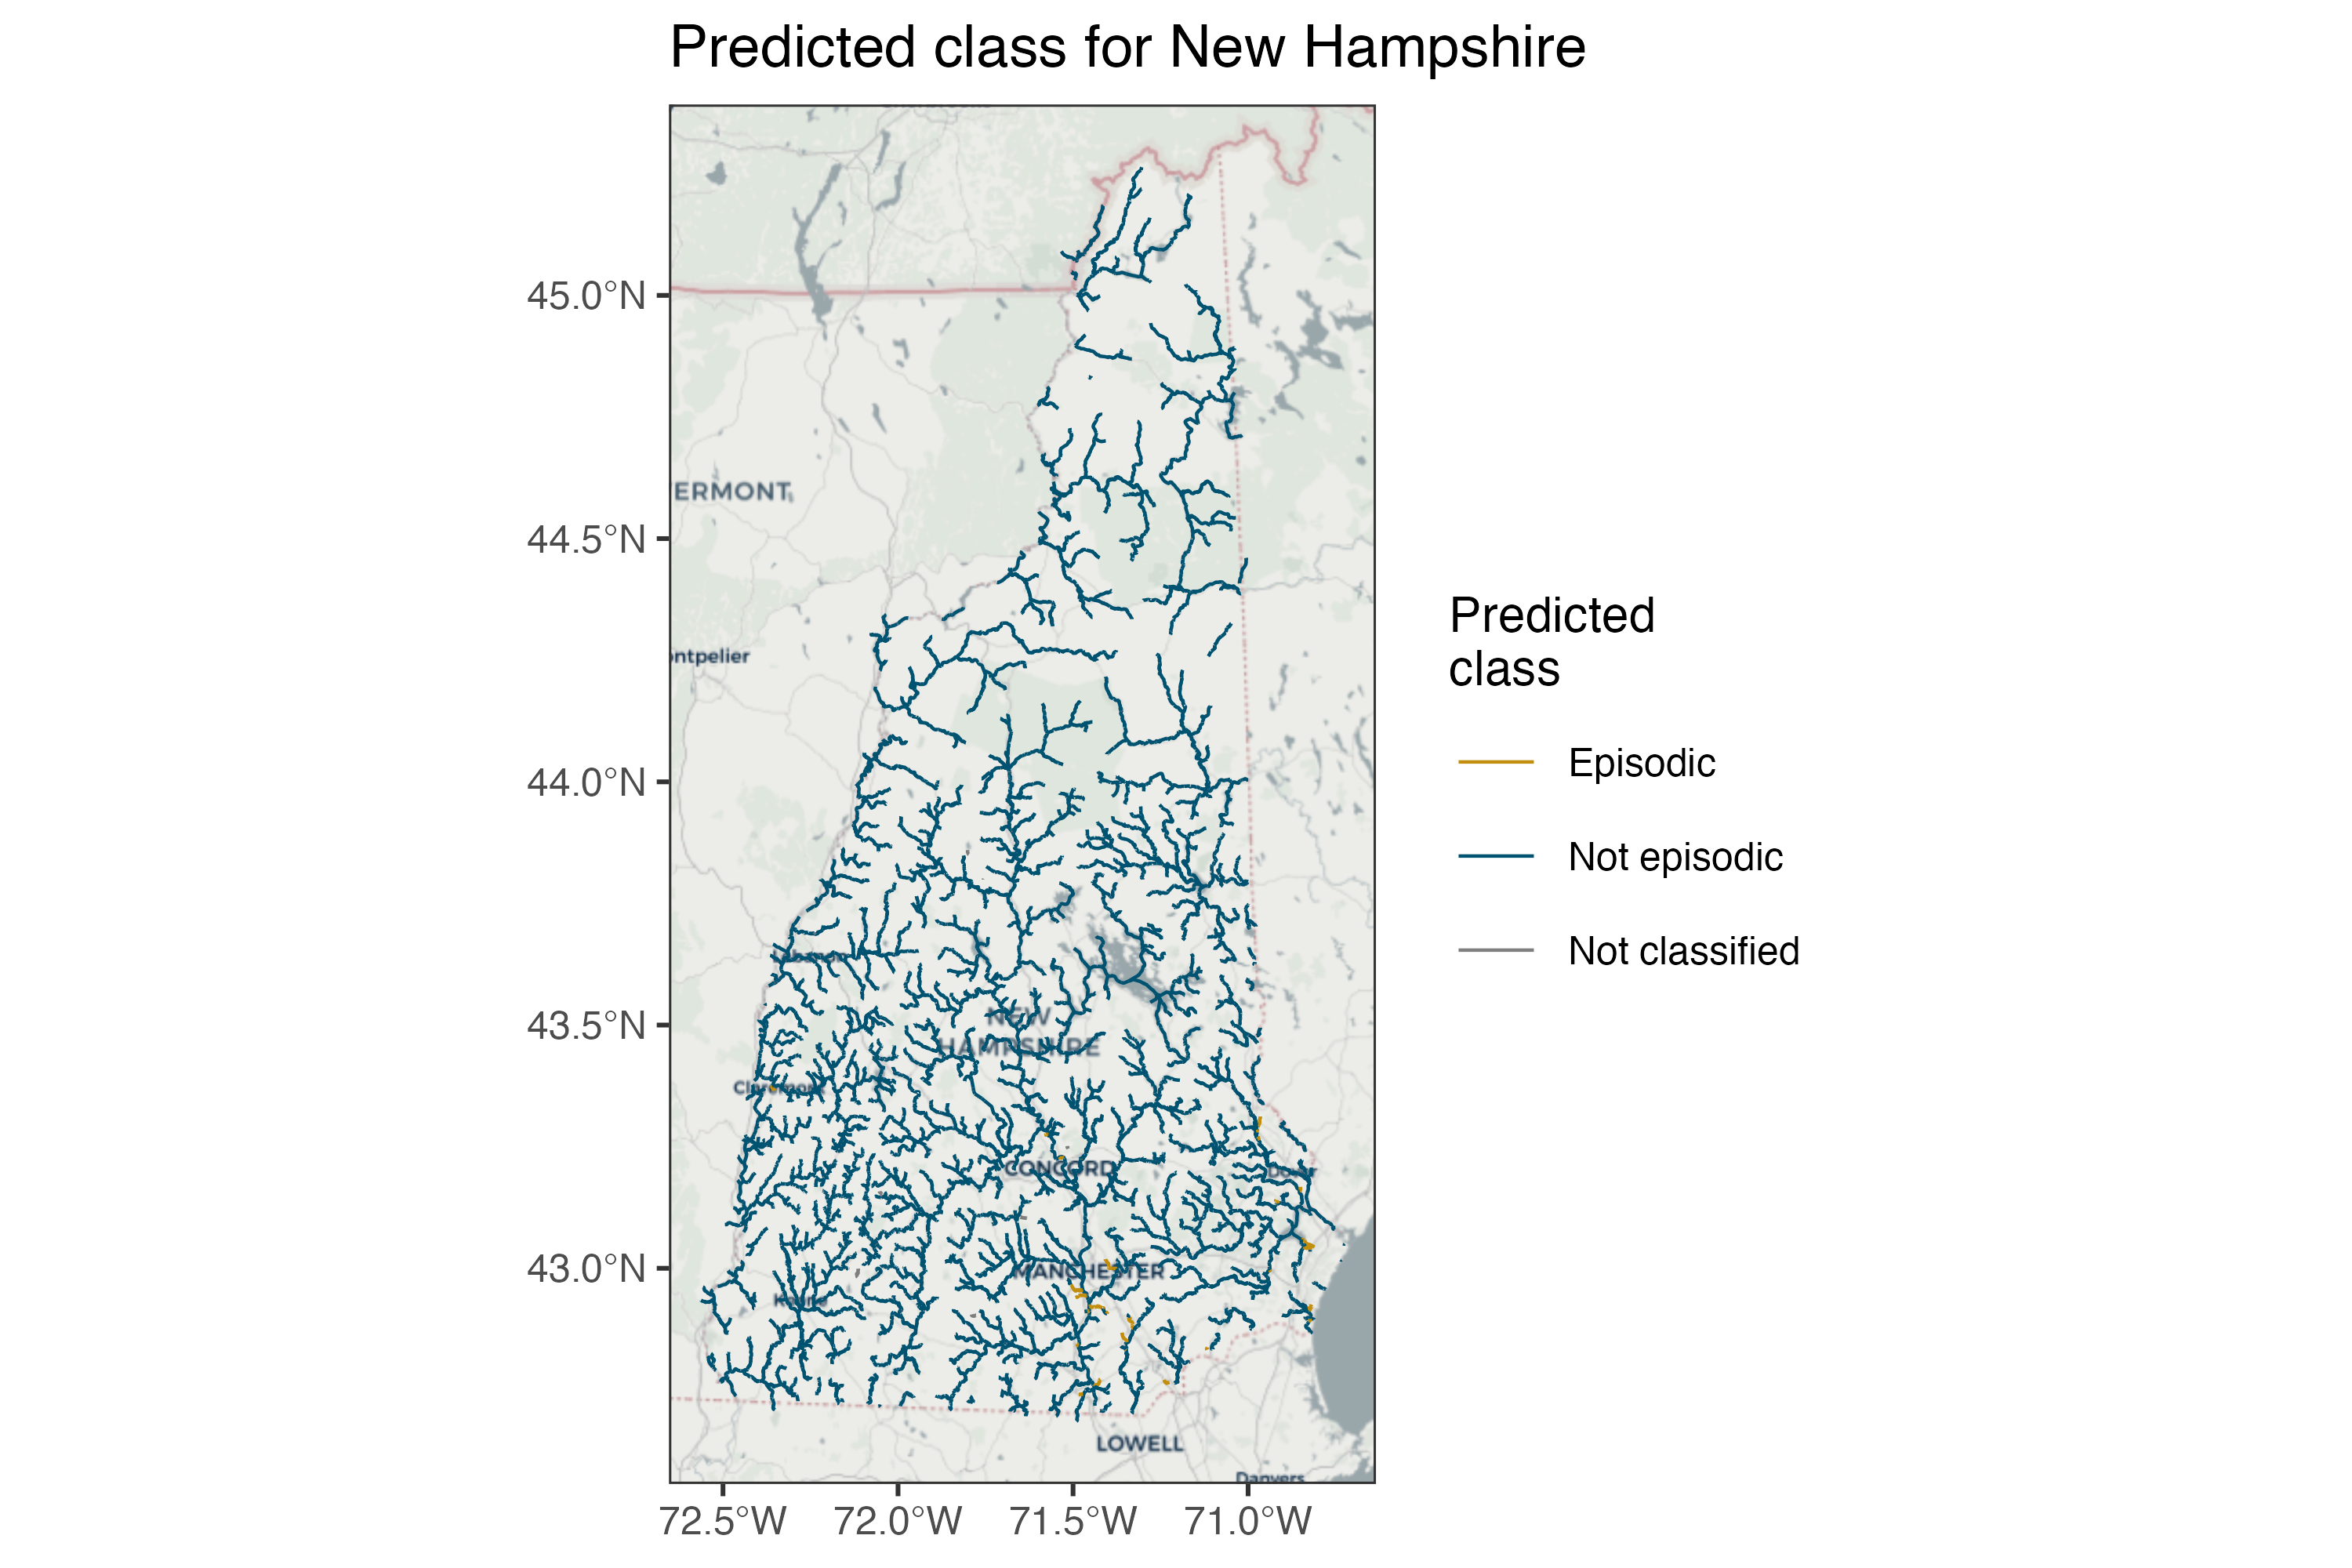 Predicted class for New Hampshire
45.0°N
44.5°N
44.0°N
43.5°N
43.0°N
72.5°W
72.0°W
71.5°W
71.0°W
ERMONT
ontpelier
Lebanon
NEW
HAMPSHIRE
Claremont
CONCORD
Dover
MANCHESTER
Keene
LOWELL
Danvers
Predicted
class
Episodic
Not episodic
Not classified